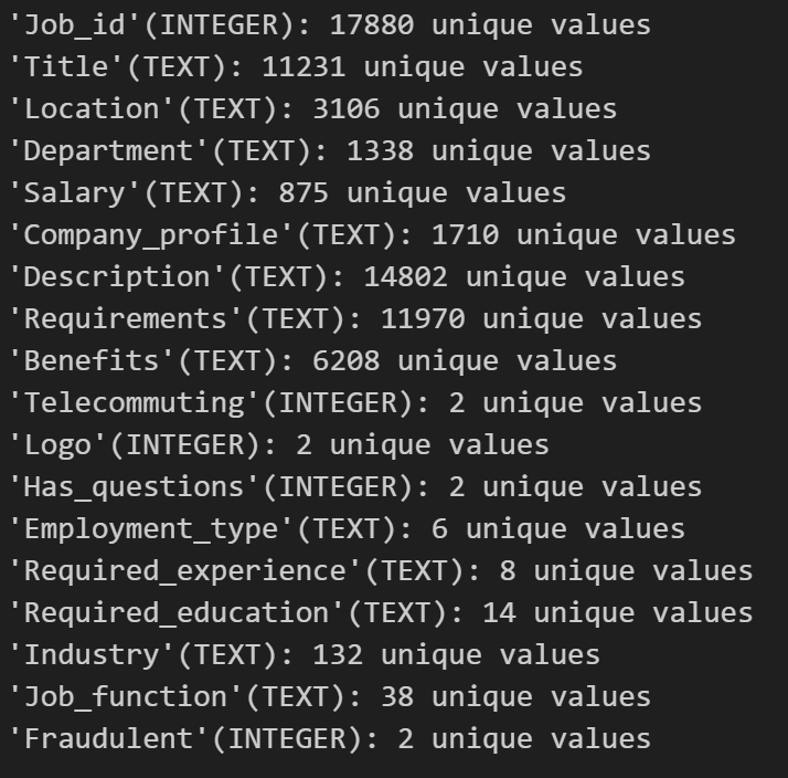 'Job_id'(INTEGER): 17880 unique values
'Title'(TEXT): 11231 unique values
'Location'(TEXT): 3106 unique values
'Department'(TEXT): 1338 unique values
'Salary'(TEXT): 875 unique values
'Company_profile'(TEXT): 1710 unique values
'Description'(TEXT): 14802 unique values
'Requirements'(TEXT): 11970 unique values
'Benefits'(TEXT): 6208 unique values
'Telecommuting'(INTEGER): 2 unique values
'Logo'(INTEGER): 2 unique values
'Has_questions'(INTEGER): 2 unique values
'Employment_type'(TEXT): 6 unique values
'Required_experience'(TEXT): 8 unique values
'Required_education'(TEXT): 14 unique values
'Industry'(TEXT): 132 unique values
'Job_function'(TEXT): 38 unique values
'Fraudulent'(INTEGER): 2 unique values